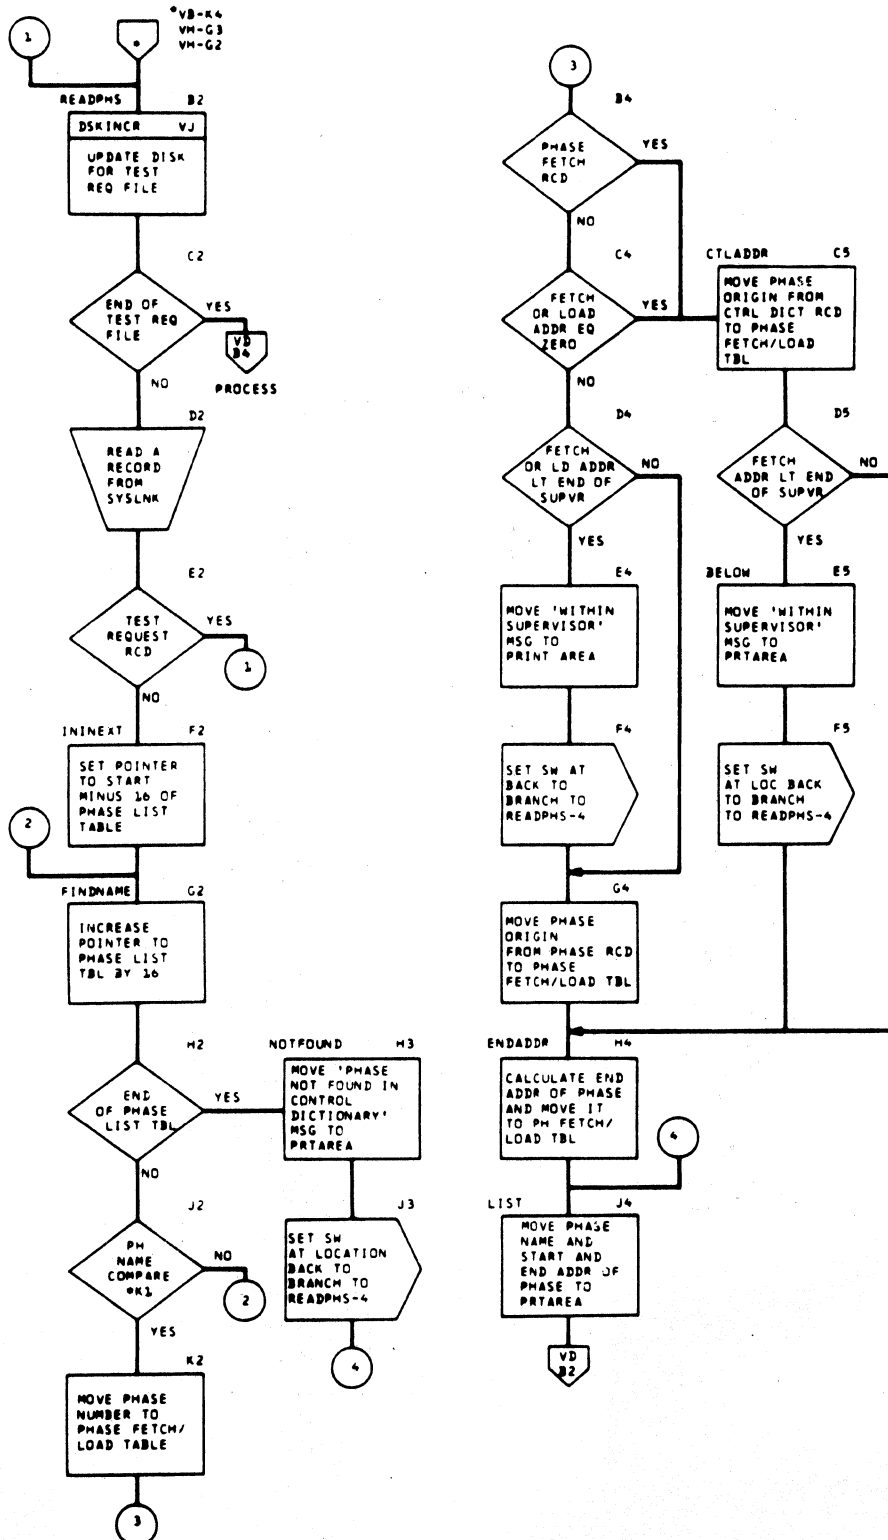 *VB-K4
VH-G3
VH-G2
1
*
READPHS B2
DSKINCR VJ
UPDATE DISK
FOR TEST
REQ FILE
C2
END OF
TEST REQ
FILE
YES
VD
B4
PROCESS
NO
D2
READ A
RECORD
FROM
SYSLNK
E2
TEST
REQUEST
RCD
YES
1
NO
ININEXT F2
SET POINTER
TO START
MINUS 16 OF
PHASE LIST
TABLE
2
FINDNAME G2
INCREASE
POINTER TO
PHASE LIST
TBL BY 16
H2
END
OF PHASE
LIST TBL
YES
NO
NOTFOUND H3
MOVE 'PHASE
NOT FOUND IN
CONTROL
DICTIONARY'
MSG TO
PRTAREA
J2
PH
NAME
COMPARE
*K1
NO
2
YES
J3
SET SW
AT LOCATION
BACK TO
BRANCH TO
READPHS-4
4
K2
MOVE PHASE
NUMBER TO
PHASE FETCH/
LOAD TABLE
3
3
B4
PHASE
FETCH
RCD
YES
NO
C4
FETCH
OR LOAD
ADDR EQ
ZERO
YES
NO
CTLADDR C5
MOVE PHASE
ORIGIN FROM
CTRL DICT RCD
TO PHASE
FETCH/LOAD
TBL
D4
FETCH
OR LD ADDR
LT END OF
SUPVR
NO
YES
D5
FETCH
ADDR LT END
OF SUPVR
NO
YES
E4
MOVE 'WITHIN
SUPERVISOR'
MSG TO
PRINT AREA
BELOW E5
MOVE 'WITHIN
SUPERVISOR'
MSG TO
PRTAREA
F4
SET SW AT
BACK TO
BRANCH TO
READPHS-4
F5
SET SW
AT LOC BACK
TO BRANCH
TO READPHS-4
G4
MOVE PHASE
ORIGIN
FROM PHASE RCD
TO PHASE
FETCH/LOAD TBL
ENDADDR H4
CALCULATE END
ADDR OF PHASE
AND MOVE IT
TO PH FETCH/
LOAD TBL
4
LIST J4
MOVE PHASE
NAME AND
START AND
END ADDR OF
PHASE TO
PRTAREA
VD
B2